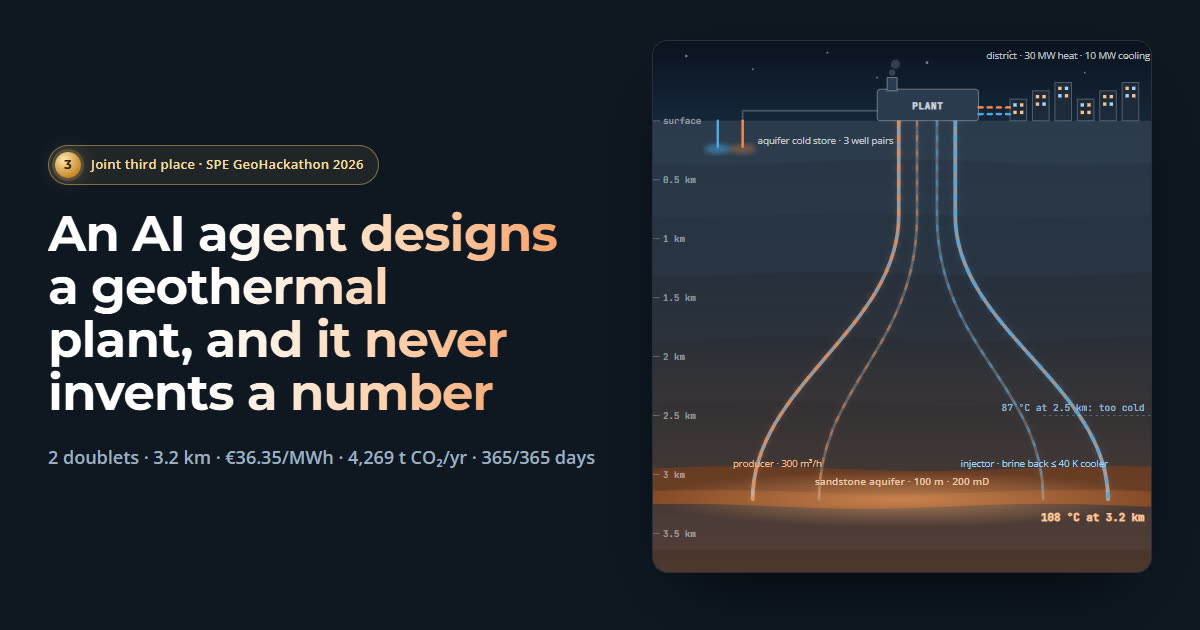 3 Joint third place · SPE GeoHackathon 2026
An AI agent designs
a geothermal
plant, and it never
invents a number
2 doublets · 3.2 km · €36.35/MWh · 4,269 t CO₂/yr · 365/365 days
district · 30 MW heat · 10 MW cooling
PLANT
surface
aquifer cold store · 3 well pairs
0.5 km
1 km
1.5 km
2 km
87 °C at 2.5 km: too cold
2.5 km
producer · 300 m³/h
injector · brine back ≤ 40 K cooler
3 km
sandstone aquifer · 100 m · 200 mD
108 °C at 3.2 km
3.5 km